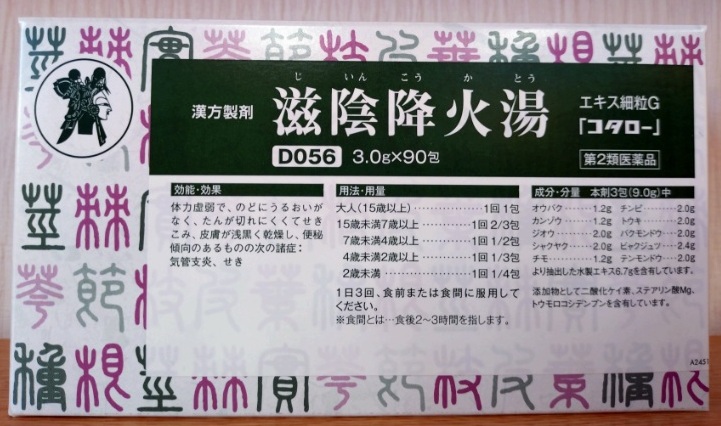 じいんこうかとう
漢方製剤
滋陰降火湯
エキス細粒G
「コタロー」
D056 3.0g×90包
第2類医薬品
効能・効果
体力虚弱で、のどにうるおいが
なく、たんが切れにくくてせき
こみ、皮膚が浅黒く乾燥し、便秘
傾向のあるものの次の諸症:
気管支炎、せき
用法・用量
大人(15歳以上)…………1回 1包
15歳未満7歳以上…………1回 2/3包
7歳未満4歳以上…………1回 1/2包
4歳未満2歳以上…………1回 1/3包
2歳未満…………1回 1/4包
1日3回、食前または食間に服用して
ください。
※食間とは…食後2〜3時間を指します。
成分・分量 本剤3包(9.0g)中
オウバク………1.2g チンピ………2.0g
カンゾウ………1.2g トウキ………2.0g
ジオウ………2.0g バクモンドウ…2.0g
シャクヤク……2.0g ビャクジュツ…2.4g
チモ………1.2g テンモンドウ…2.0g
より抽出した水製エキス6.7gを含有しています。
添加物として二酸化ケイ素、ステアリン酸Mg、
トウモロコシデンプンを含有しています。